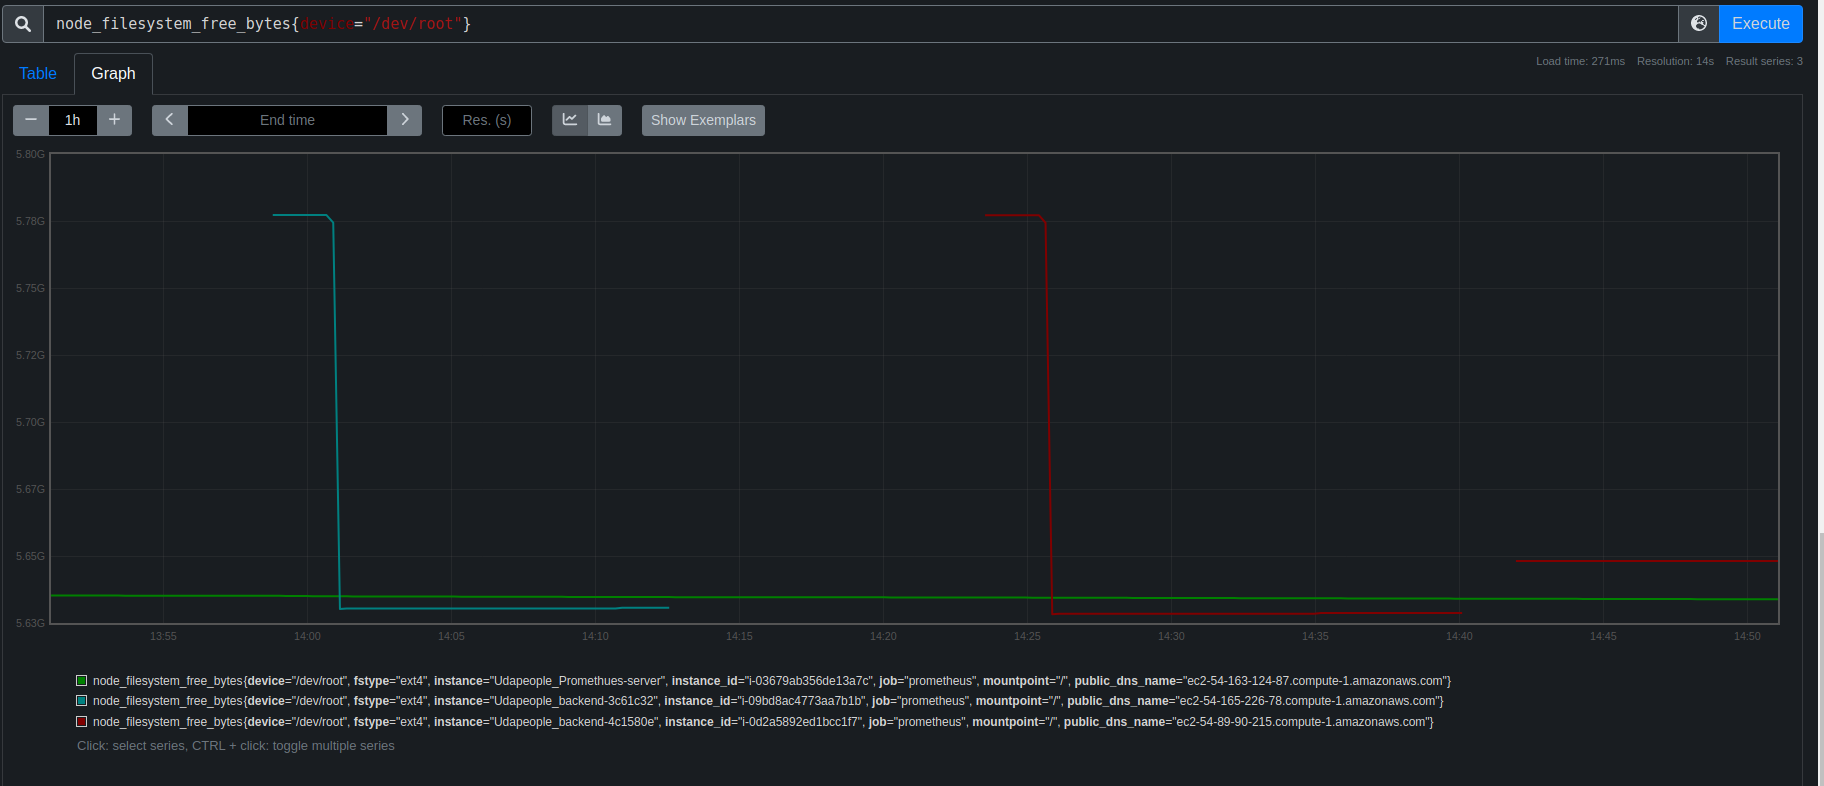 node_filesystem_free_bytes{device="/dev/root"}
Execute
Table
Graph
Load time: 271ms Resolution: 14s Result series: 3
1h
End time
Res. (s)
Show Exemplars
5.80G
5.78G
5.75G
5.72G
5.70G
5.67G
5.65G
5.63G
13:55 14:00 14:05 14:10 14:15 14:20 14:25 14:30 14:35 14:40 14:45 14:50
node_filesystem_free_bytes{device="/dev/root", fstype="ext4", instance="Udapeople_Promethues-server", instance_id="i-03679ab356de13a7c", job="prometheus", mountpoint="/", public_dns_name="ec2-54-163-124-87.compute-1.amazonaws.com"}
node_filesystem_free_bytes{device="/dev/root", fstype="ext4", instance="Udapeople_backend-3c61c32", instance_id="i-09bd8ac4773aa7b1b", job="prometheus", mountpoint="/", public_dns_name="ec2-54-165-226-78.compute-1.amazonaws.com"}
node_filesystem_free_bytes{device="/dev/root", fstype="ext4", instance="Udapeople_backend-4c1580e", instance_id="i-0d2a5892ed1bcc1f7", job="prometheus", mountpoint="/", public_dns_name="ec2-54-89-90-215.compute-1.amazonaws.com"}
Click: select series, CTRL + click: toggle multiple series